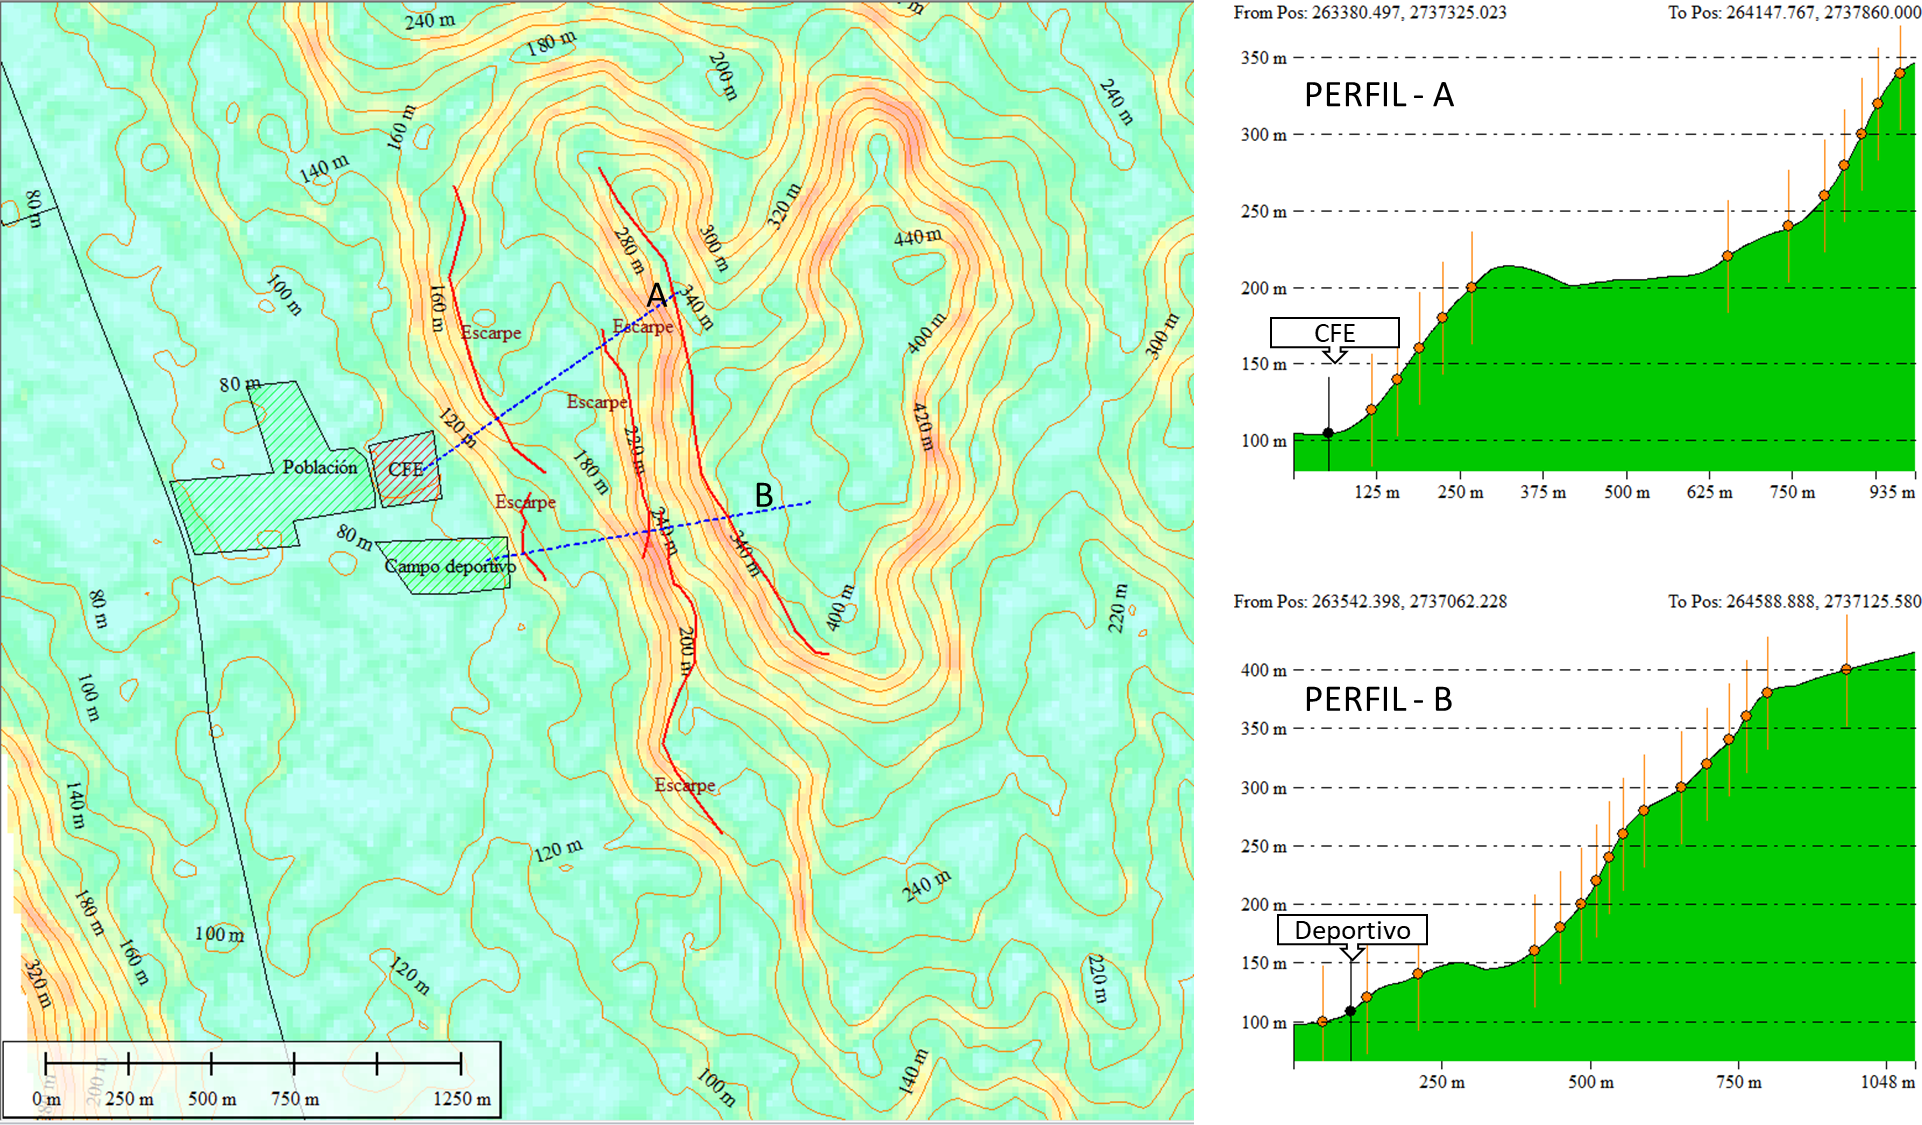 240 m
180 m
200 m
240 m
160 m
140 m
80 m
320 m
440 m
280 m
300 m
100 m
160 m
A
340 m
Escarpe
Escarpe
400 m
300 m
80 m
Escarpe
120 m
420 m
220 m
Población
CFE
180 m
B
Escarpe
80 m
240 m
340 m
Campo deportivo
80 m
400 m
220 m
200 m
100 m
Escarpe
140 m
120 m
240 m
180 m
100 m
160 m
320 m
120 m
220 m
140 m
100 m
200 m
0 m
250 m
500 m
750 m
1250 m
From Pos: 263380.497, 2737325.023
To Pos: 264147.767, 2737860.000
350 m
PERFIL - A
300 m
250 m
200 m
CFE
150 m
100 m
125 m
250 m
375 m
500 m
625 m
750 m
935 m
From Pos: 263542.398, 2737062.228
To Pos: 264588.888, 2737125.580
400 m
PERFIL - B
350 m
300 m
250 m
200 m
Deportivo
150 m
100 m
250 m
500 m
750 m
1048 m